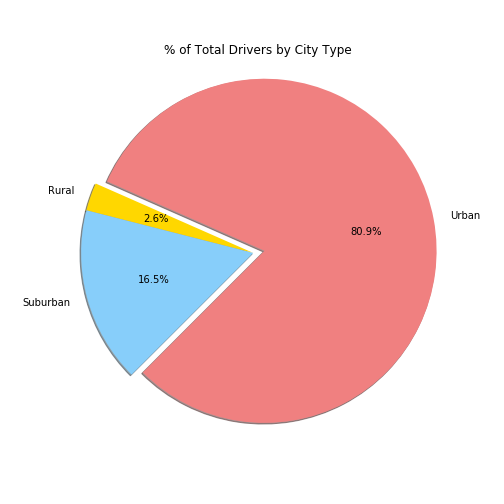 % of Total Drivers by City Type
Rural
2.6%
Urban
80.9%
16.5%
Suburban